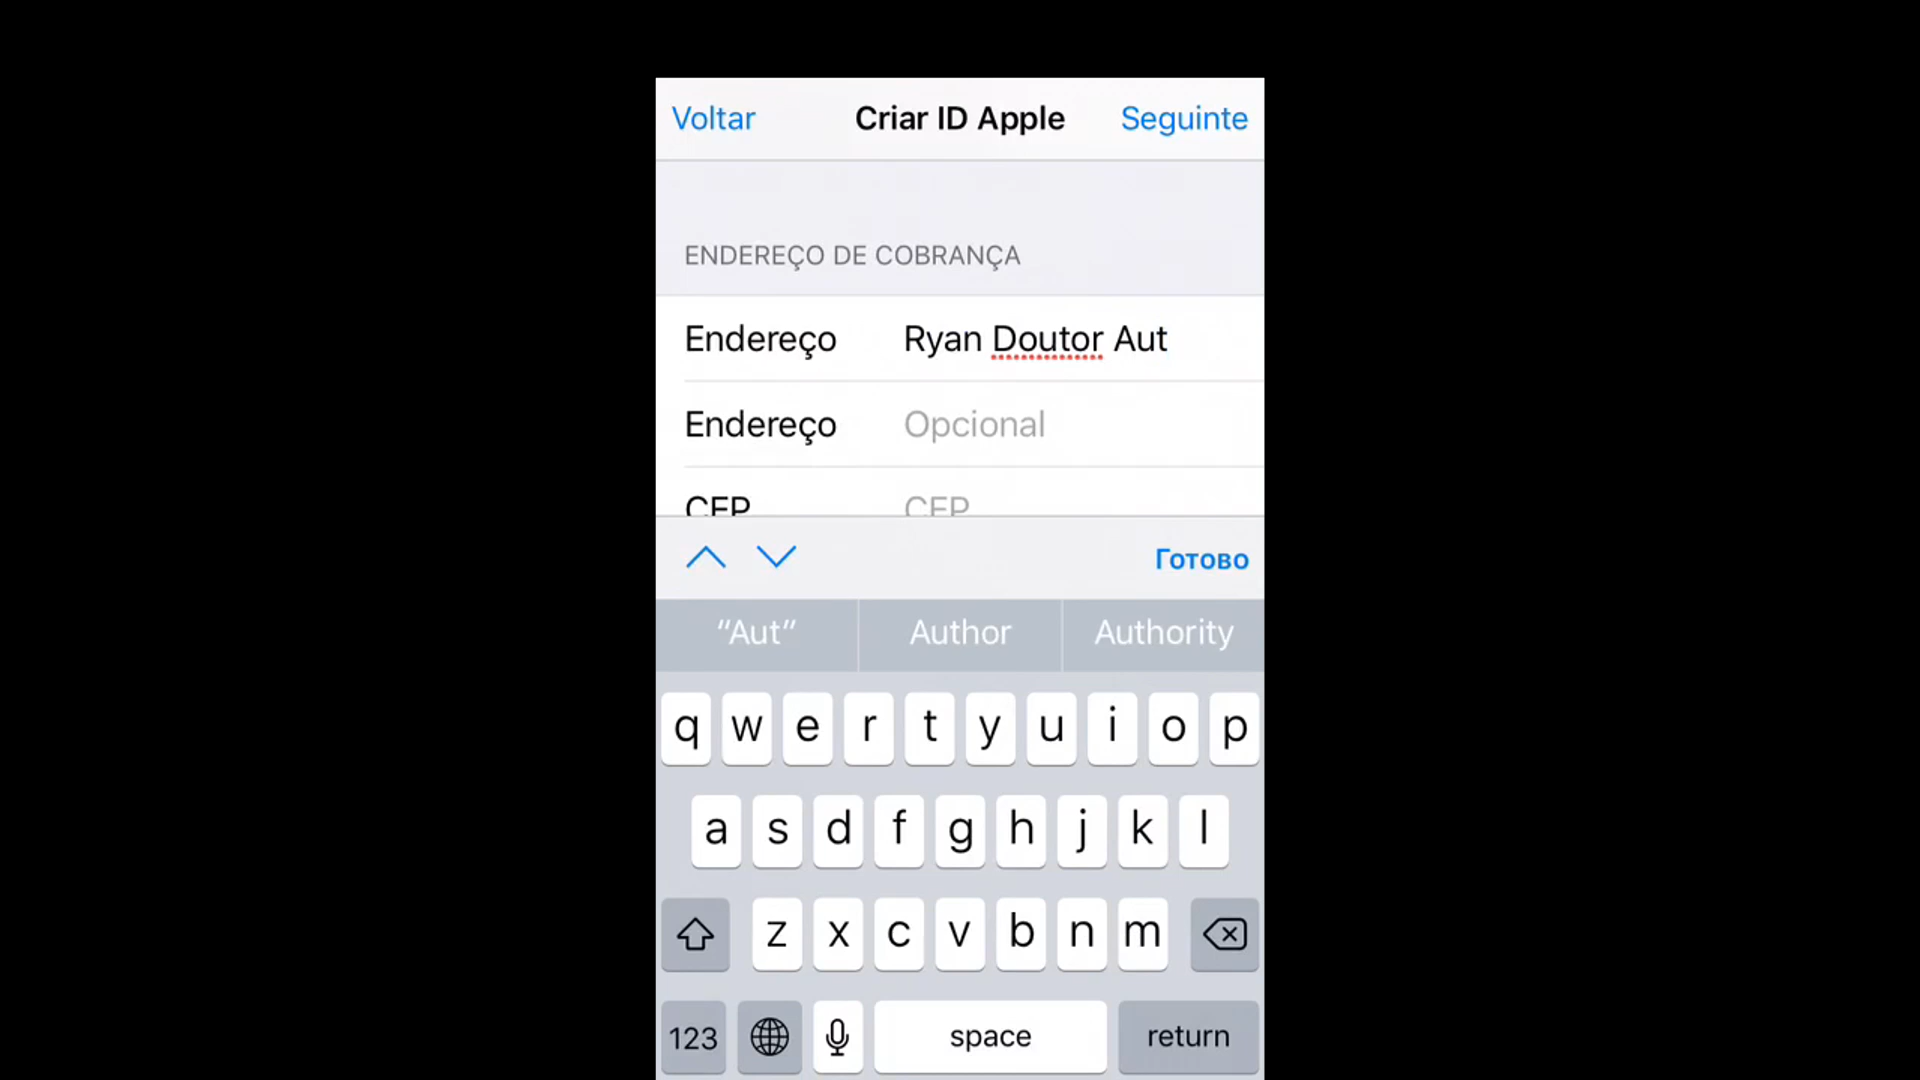 Voltar Criar ID Apple Seguinte
ENDEREÇO DE COBRANÇA
Endereço Ryan Doutor Aut
Endereço Opcional
CEP CEP
Готово
“Aut” Author Authority
q w e r t y u i o p
a s d f g h j k l
z x c v b n m
123 space return